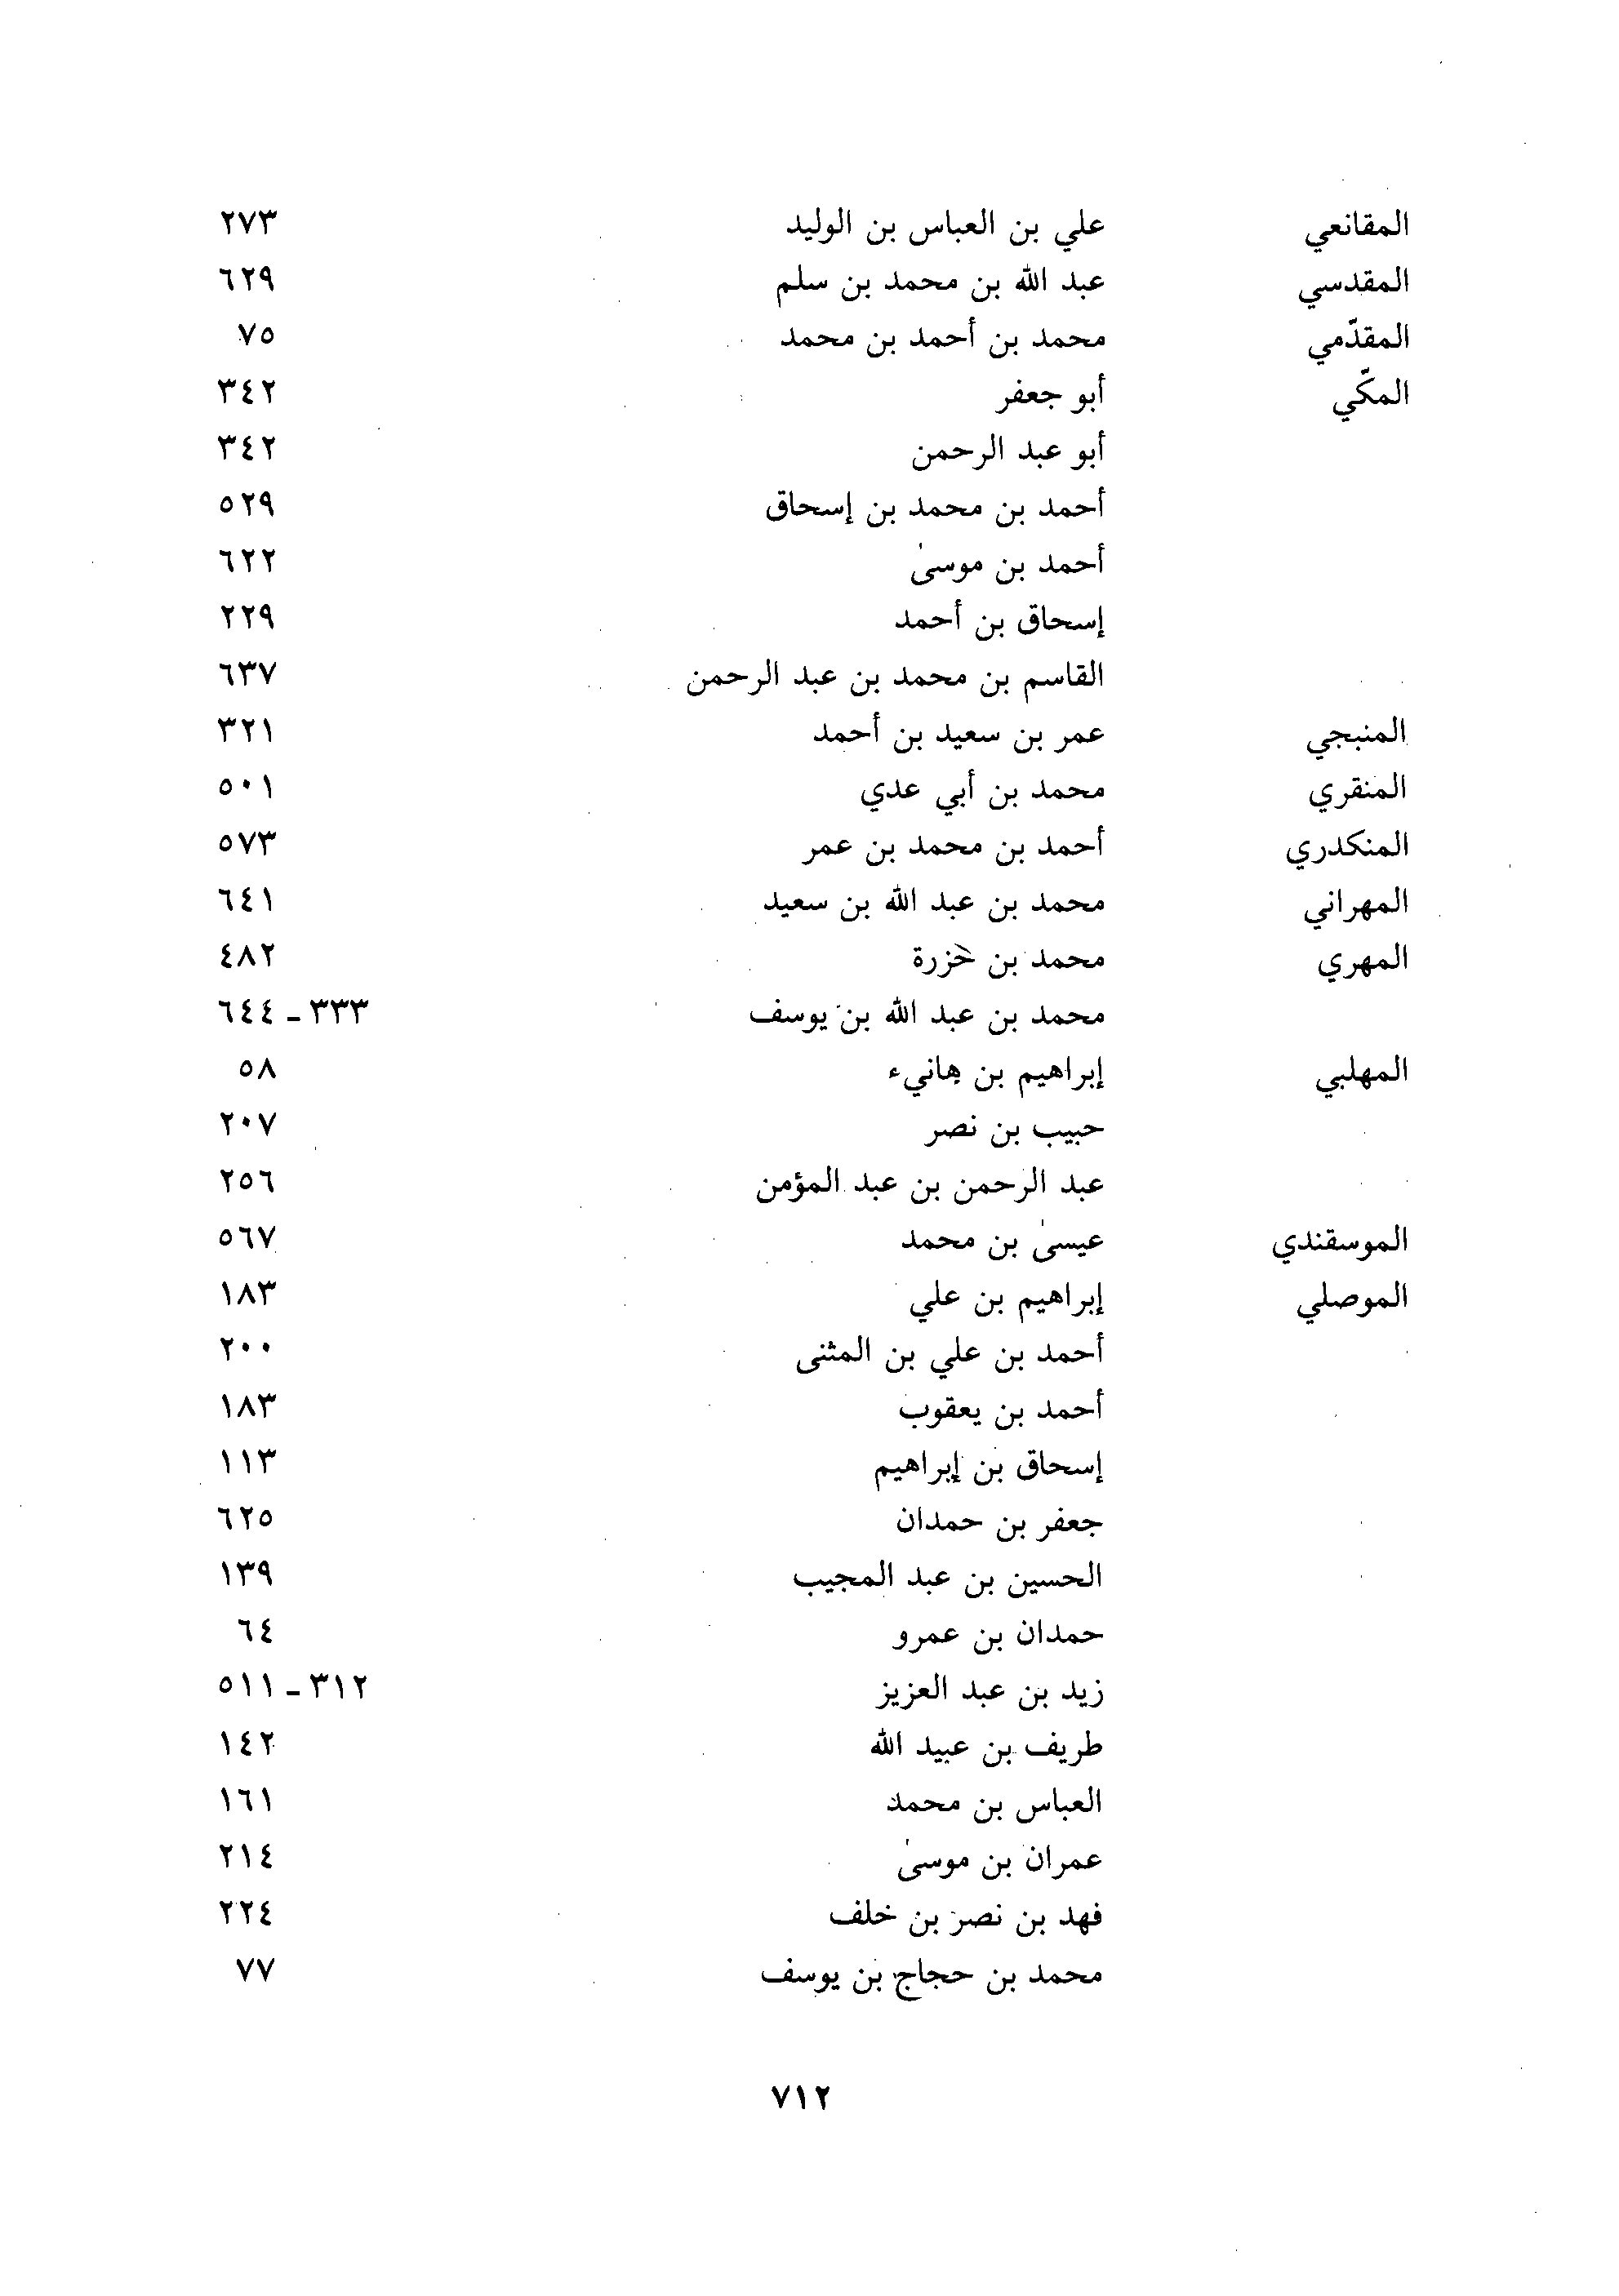 المقانعي علي بن العباس بن الوليد ٢٧٣
المقدسي عبد الله بن محمد بن سلم ٦٢٩
المقدّمي محمد بن أحمد بن محمد ٧٥
المكّي أبو جعفر ٣٤٢
أبو عبد الرحمن ٣٤٢
أحمد بن محمد بن إسحاق ٥٢٩
أحمد بن موسىٰ ٦٢٢
إسحاق بن أحمد ٢٢٩
القاسم بن محمد بن عبد الرحمن ٦٣٧
المنبجي عمر بن سعيد بن أحمد ٣٢١
المنقري محمد بن أبي عدي ٥٠١
المنكدري أحمد بن محمد بن عمر ٥٧٣
المهراني محمد بن عبد الله بن سعيد ٦٤١
المهري محمد بن خزرة ٤٨٢
محمد بن عبد الله بن يوسف ٣٣٣ - ٦٤٤
المهلبي إبراهيم بن هانيء ٥٨
حبيب بن نصر ٢٠٧
عبد الرحمن بن عبد المؤمن ٢٥٦
الموسقندي عيسىٰ بن محمد ٥٦٧
الموصلي إبراهيم بن علي ١٨٣
أحمد بن علي بن المثنى ٢٠٠
أحمد بن يعقوب ١٨٣
إسحاق بن إبراهيم ١١٣
جعفر بن حمدان ٦٢٥
الحسين بن عبد المجيب ١٣٩
حمدان بن عمرو ٦٤
زيد بن عبد العزيز ٣١٢ - ٥١١
طريف بن عبيد الله ١٤٢
العباس بن محمد ١٦١
عمران بن موسىٰ ٢١٤
فهد بن نصر بن خلف ٢٢٤
محمد بن حجاج بن يوسف ٧٧
٧١٢